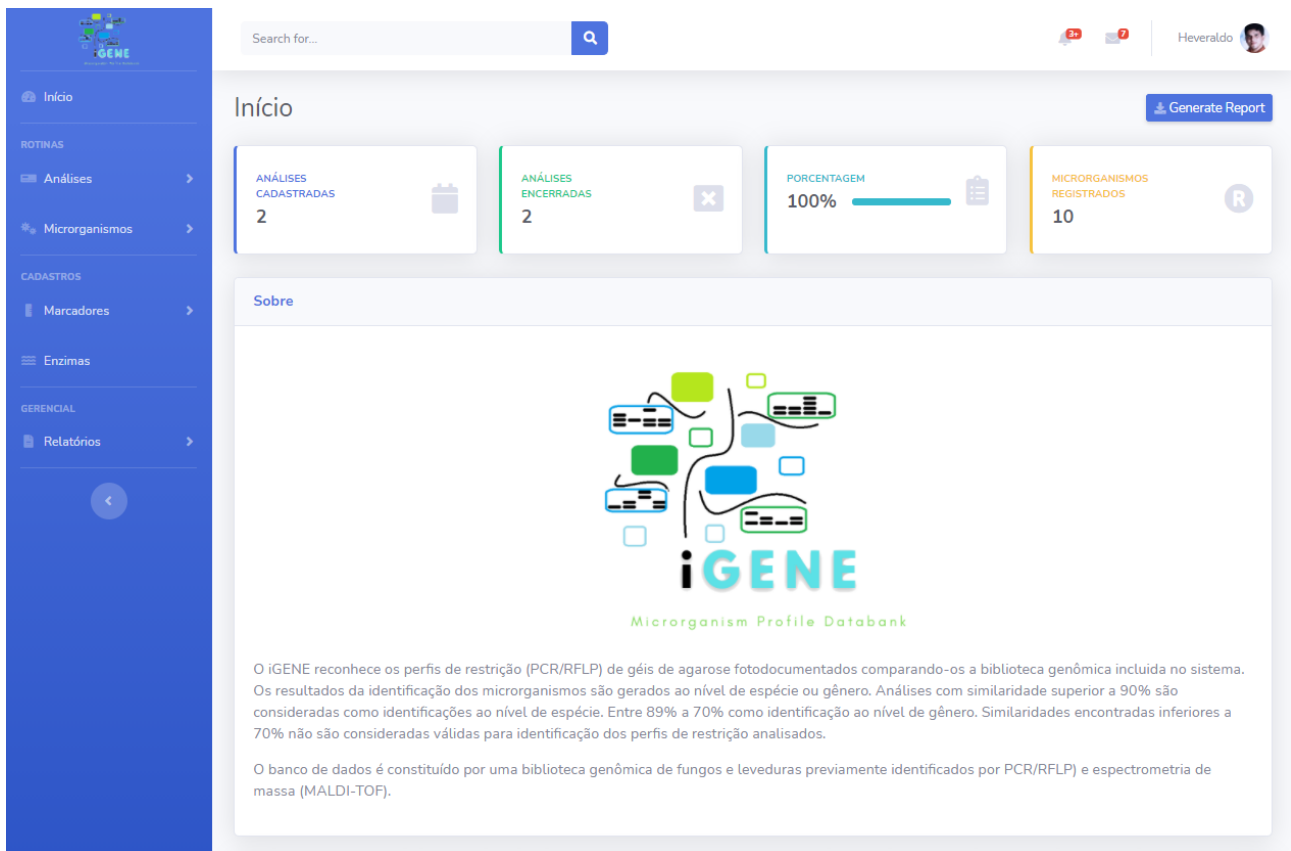 iGENE
Search for...
3+
7
Heveraldo
Início
ROTINAS
Análises
Microrganismos
CADASTROS
Marcadores
Enzimas
GERENCIAL
Relatórios
Início
Generate Report
ANÁLISES
CADASTRADAS
2
ANÁLISES
ENCERRADAS
2
PORCENTAGEM
100%
MICRORGANISMOS
REGISTRADOS
10
R
Sobre
iGENE
Microrganism Profile Databank
O iGENE reconhece os perfis de restrição (PCR/RFLP) de géis de agarose fotodocumentados comparando-os a biblioteca genômica incluida no sistema.
Os resultados da identificação dos microrganismos são gerados ao nível de espécie ou gênero. Análises com similaridade superior a 90% são
consideradas como identificações ao nível de espécie. Entre 89% a 70% como identificação ao nível de gênero. Similaridades encontradas inferiores a
70% não são consideradas válidas para identificação dos perfis de restrição analisados.
O banco de dados é constituído por uma biblioteca genômica de fungos e leveduras previamente identificados por PCR/RFLP) e espectrometria de
massa (MALDI-TOF).